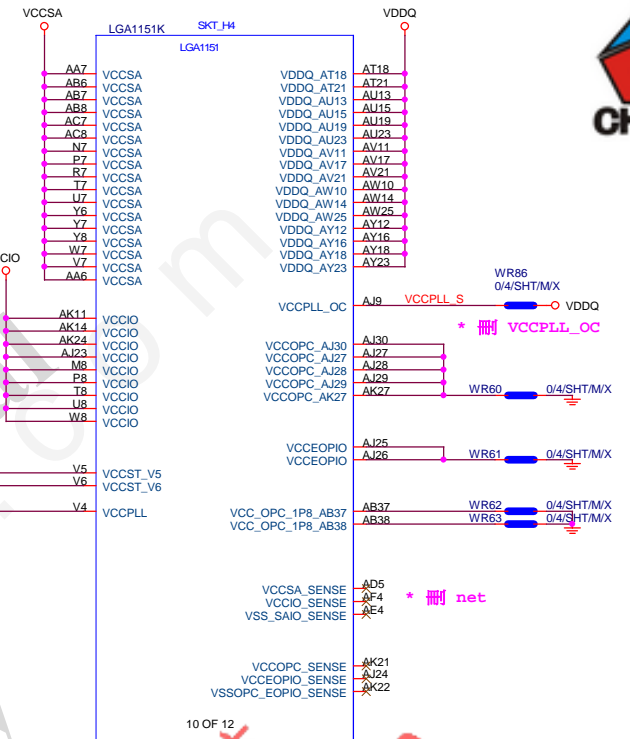 VCCSA
VDDQ
LGA1151K
SKT_H4
LGA1151
AA7 VCCSA
AB6 VCCSA
AB7 VCCSA
AB8 VCCSA
AC7 VCCSA
AC8 VCCSA
N7 VCCSA
P7 VCCSA
R7 VCCSA
T7 VCCSA
U7 VCCSA
Y6 VCCSA
Y7 VCCSA
Y8 VCCSA
W7 VCCSA
V7 VCCSA
AA6 VCCSA
VDDQ_AT18 AT18
VDDQ_AT21 AT21
VDDQ_AU13 AU13
VDDQ_AU15 AU15
VDDQ_AU19 AU19
VDDQ_AU23 AU23
VDDQ_AV11 AV11
VDDQ_AV17 AV17
VDDQ_AV21 AV21
VDDQ_AW10 AW10
VDDQ_AW14 AW14
VDDQ_AW25 AW25
VDDQ_AY12 AY12
VDDQ_AY16 AY16
VDDQ_AY18 AY18
VDDQ_AY23 AY23
CIO
AK11 VCCIO
AK14 VCCIO
AK24 VCCIO
AJ23 VCCIO
M8 VCCIO
P8 VCCIO
T8 VCCIO
U8 VCCIO
W8 VCCIO
V5 VCCST_V5
V6 VCCST_V6
V4 VCCPLL
WR86
0/4/SHT/M/X
VCCPLL_OC AJ9 VCCPLL_S VDDQ
* 刪 VCCPLL_OC
VCCOPC_AJ30 AJ30
VCCOPC_AJ27 AJ27
VCCOPC_AJ28 AJ28
VCCOPC_AJ29 AJ29
VCCOPC_AK27 AK27 WR60 0/4/SHT/M/X
VCCEOPIO AJ25
VCCEOPIO AJ26 WR61 0/4/SHT/M/X
VCC_OPC_1P8_AB37 AB37 WR62 0/4/SHT/M/X
VCC_OPC_1P8_AB38 AB38 WR63 0/4/SHT/M/X
VCCSA_SENSE AD5
VCCIO_SENSE AF4
VSS_SAIO_SENSE AE4
* 刪 net
VCCOPC_SENSE AK21
VCCEOPIO_SENSE AJ24
VSSOPC_EOPIO_SENSE AK22
10 OF 12